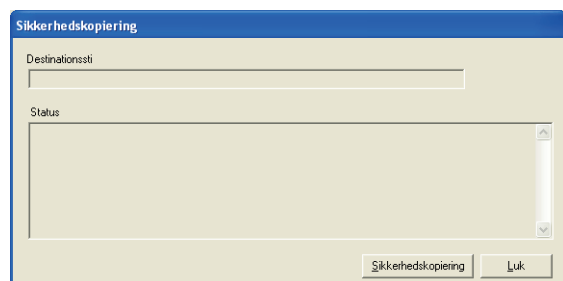 Sikkerhedskopiering
Destinationssti
Status
Sikkerhedskopiering Luk